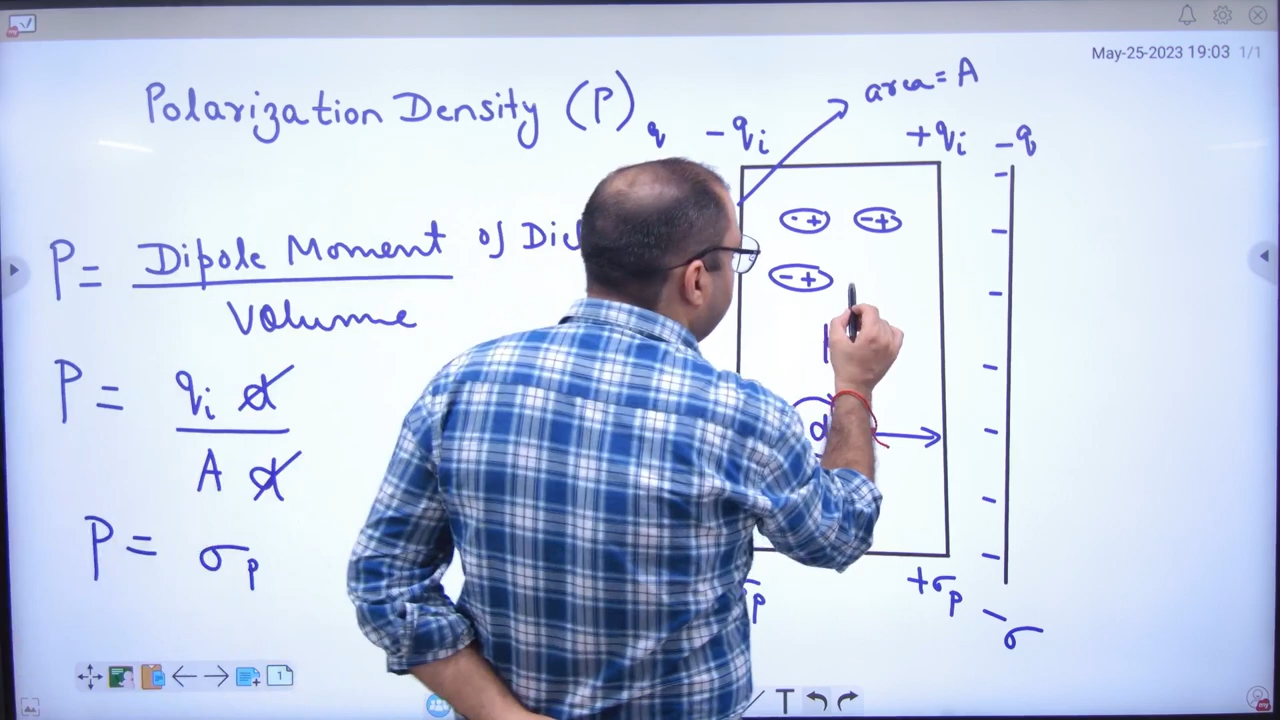 May-25-2023 19:03 1/1
Polarization Density (P)
area = A
q -qi +qi -q
P = Dipole Moment of
Volume
P = qi d
A d
d
P = σp
+σp
-σ
1
T